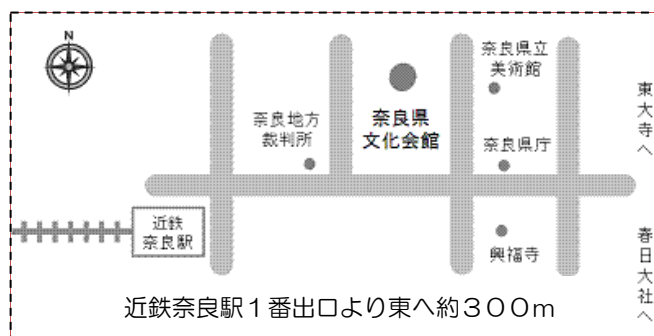 N
奈良県立
美術館
奈良地方
裁判所
奈良県
文化会館
奈良県庁
東大寺へ
近鉄
奈良駅
興福寺
春日大社へ
近鉄奈良駅１番出口より東へ約３００ｍ